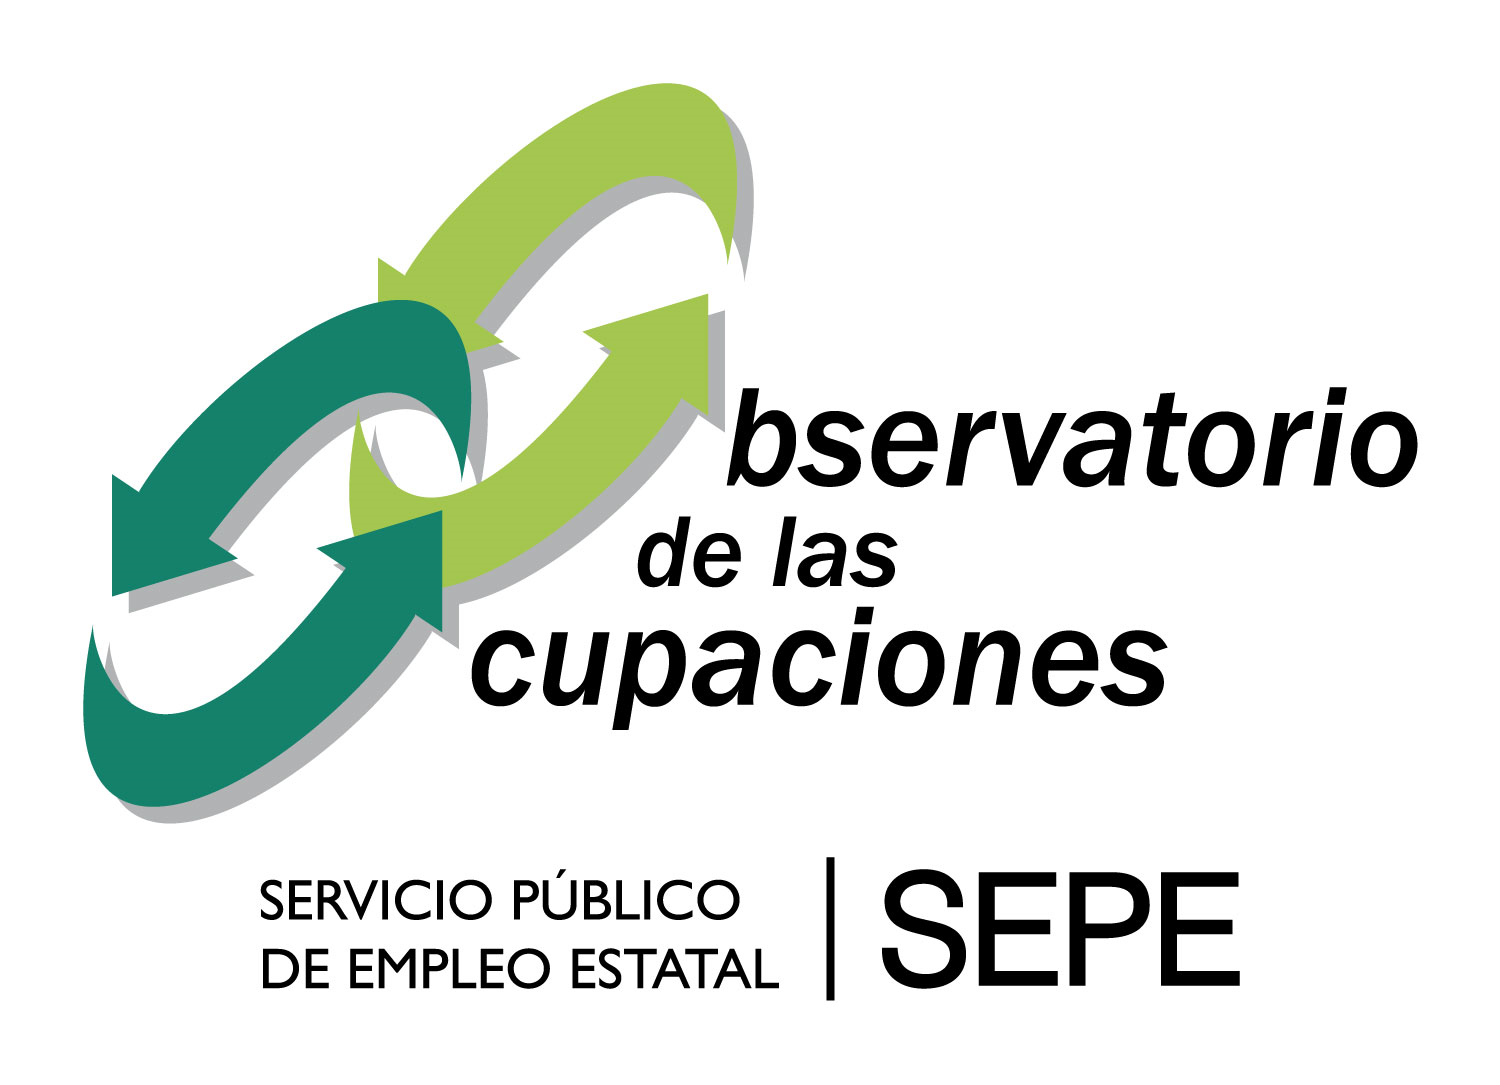 bservatorio
de las
cupaciones
SERVICIO PÚBLICO
DE EMPLEO ESTATAL
SEPE